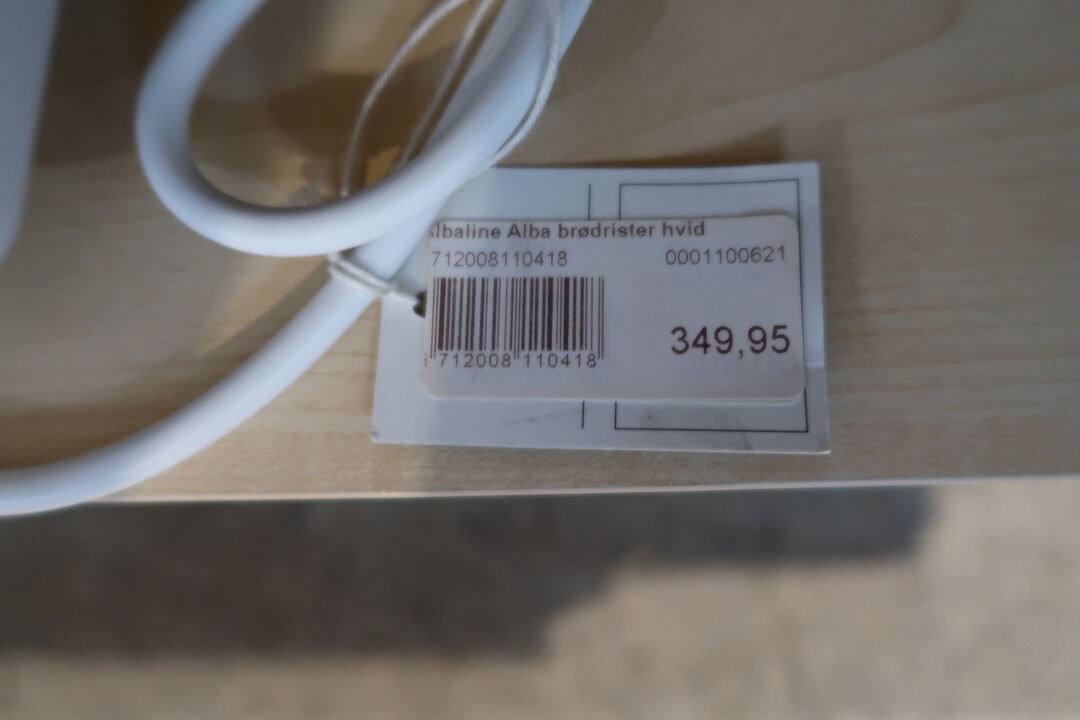 lbaline Alba brødrister hvid
712008110418 0001100621
349,95
712008 110418